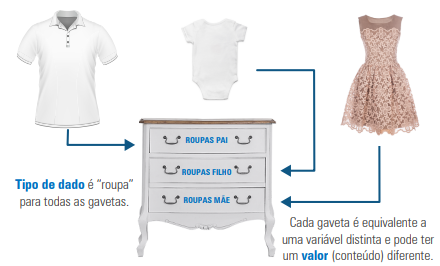 ROUPAS PAI
ROUPAS FILHO
ROUPAS MÃE
Tipo de dado é “roupa”
para todas as gavetas.
Cada gaveta é equivalente a
uma variável distinta e pode ter
um valor (conteúdo) diferente.